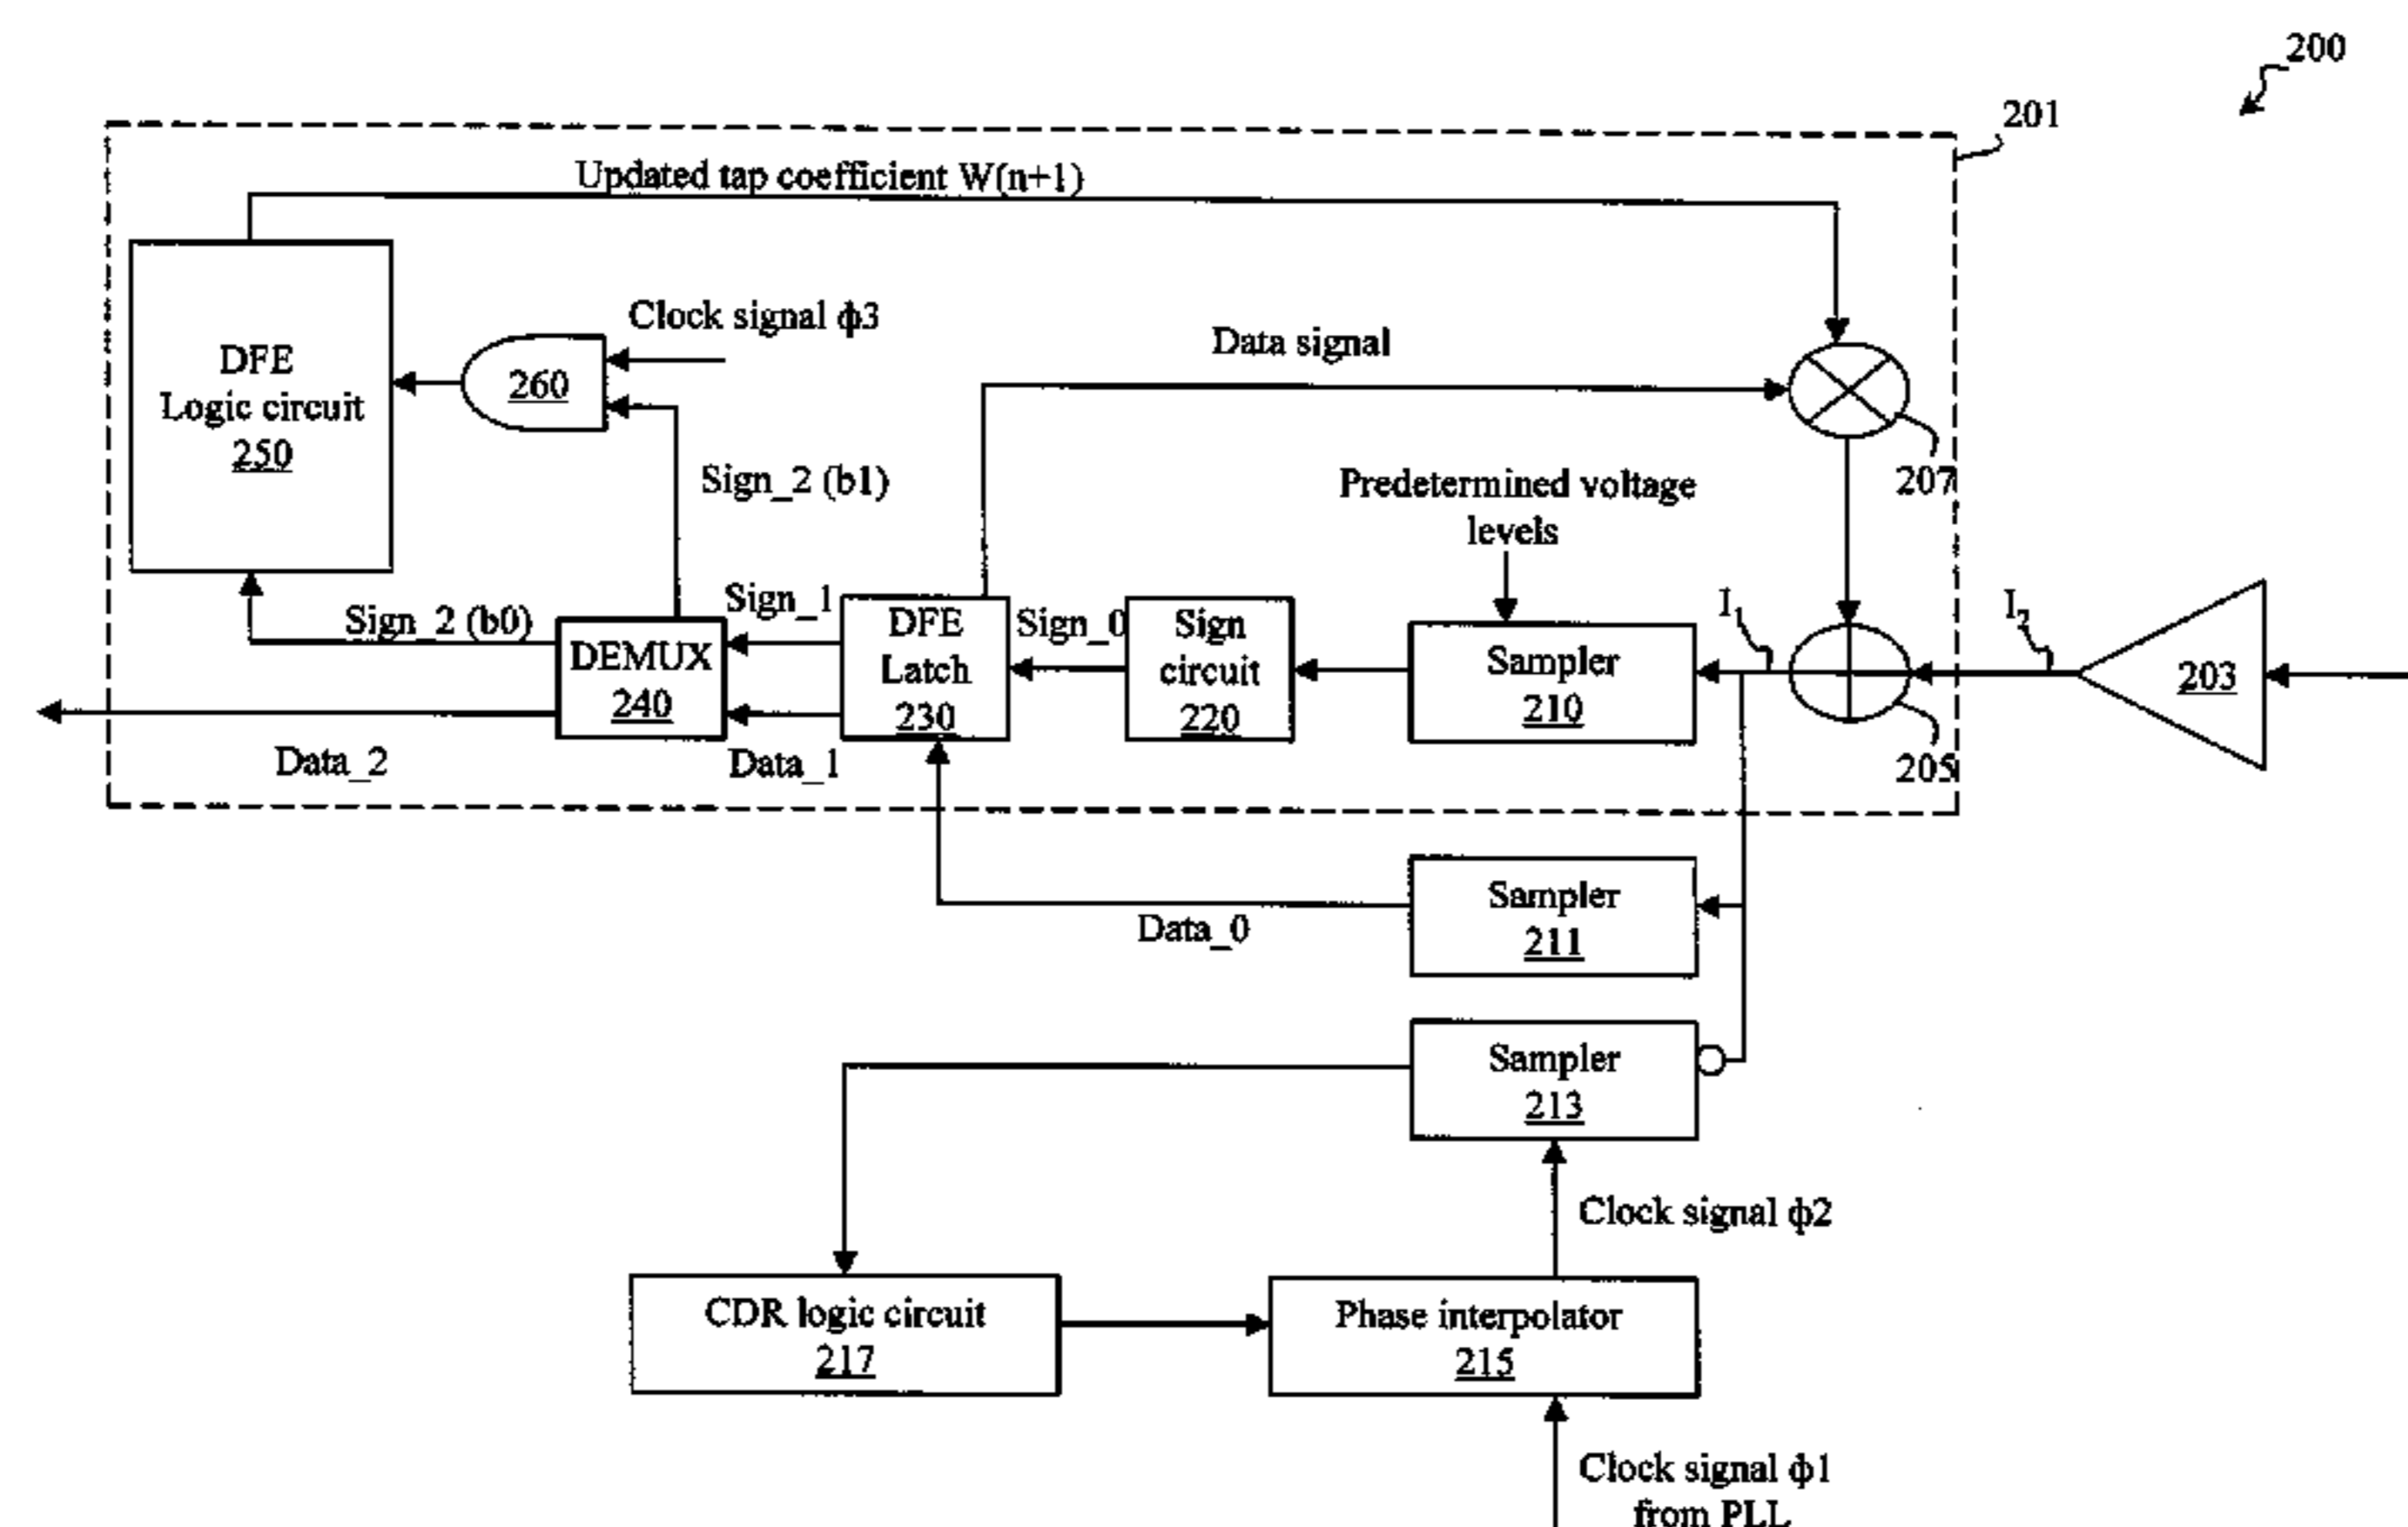 200
201
Updated tap coefficient W(n+1)
Clock signal ϕ3
DFE
Logic circuit
250
260
Data signal
207
Sign_2 (b1)
Predetermined voltage
levels
Sign_2 (b0)
Sign_1
DEMUX
240
DFE
Latch
230
Sign_0
Sign
circuit
220
Sampler
210
I1
I2
203
205
Data_2
Data_1
Sampler
211
Data_0
Sampler
213
Clock signal ϕ2
CDR logic circuit
217
Phase interpolator
215
Clock signal ϕ1
from PLL